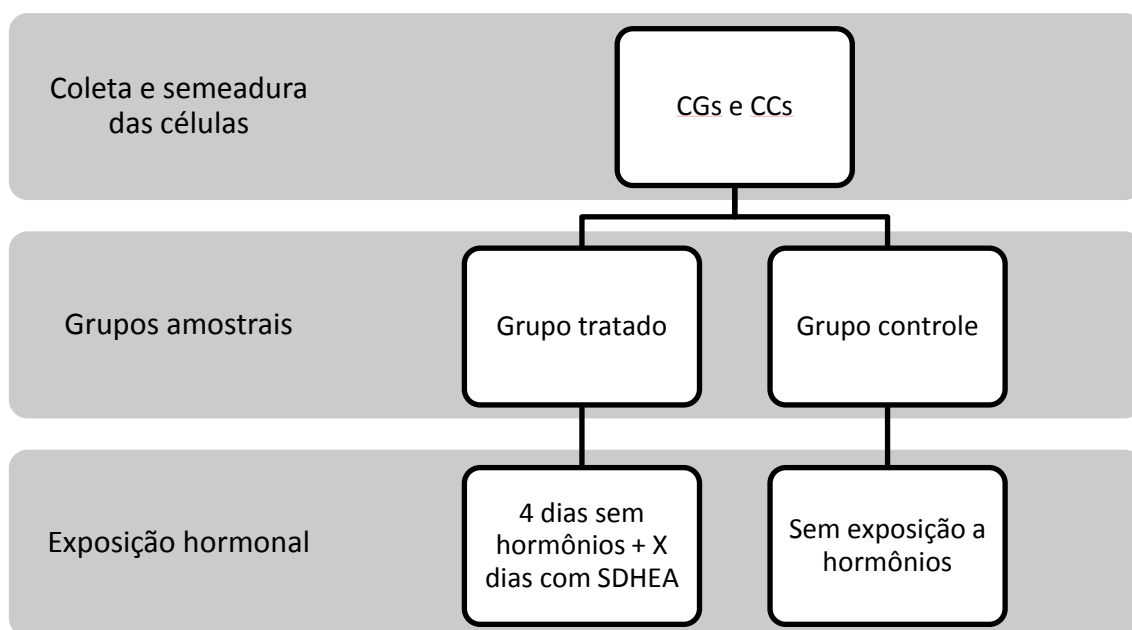 Coleta e semeadura
das células
CGs e CCs
Grupos amostrais
Grupo tratado
Grupo controle
Exposição hormonal
4 dias sem
hormônios + X
dias com SDHEA
Sem exposição a
hormônios